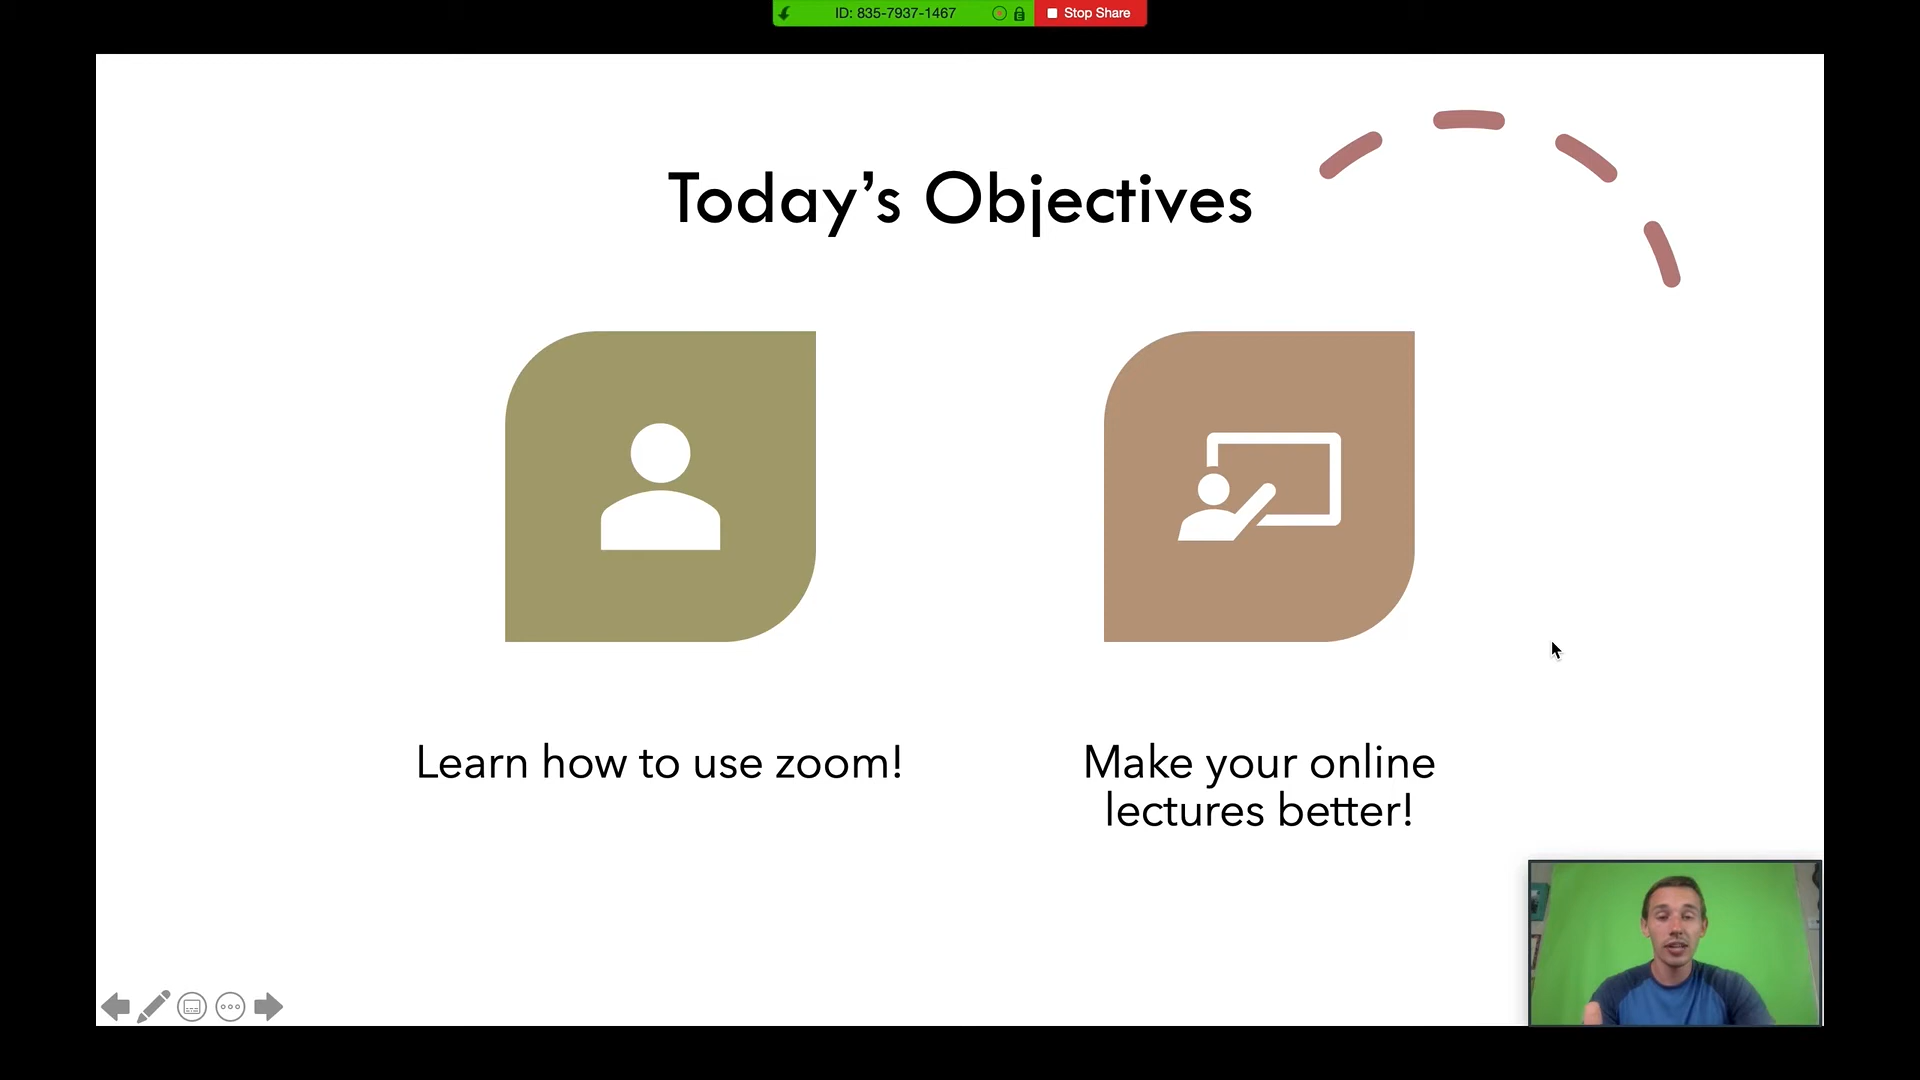 ID: 835-7937-1467
Stop Share
Today’s Objectives
Learn how to use zoom!
Make your online
lectures better!